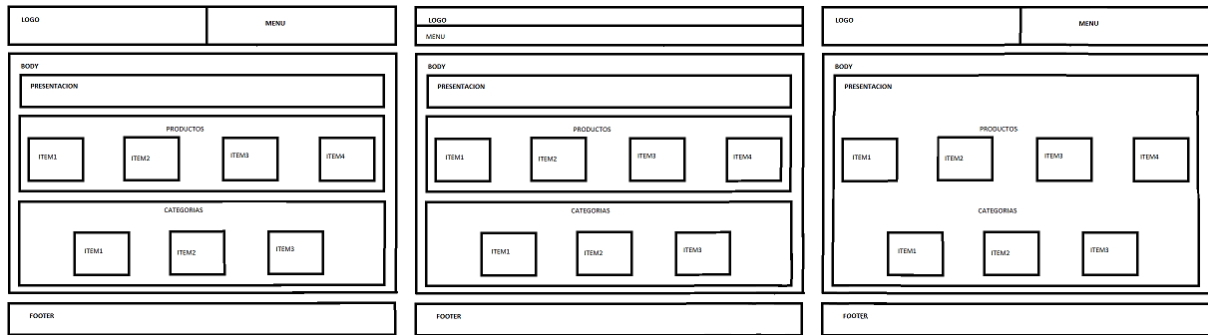 LOGO
MENU
BODY
PRESENTACION
PRODUCTOS
ITEM1 ITEM2 ITEM3 ITEM4
CATEGORIAS
ITEM1 ITEM2 ITEM3
FOOTER
LOGO
MENU
BODY
PRESENTACION
PRODUCTOS
ITEM1 ITEM2 ITEM3 ITEM4
CATEGORIAS
ITEM1 ITEM2 ITEM3
FOOTER
LOGO
MENU
BODY
PRESENTACION
PRODUCTOS
ITEM1 ITEM2 ITEM3 ITEM4
CATEGORIAS
ITEM1 ITEM2 ITEM3
FOOTER